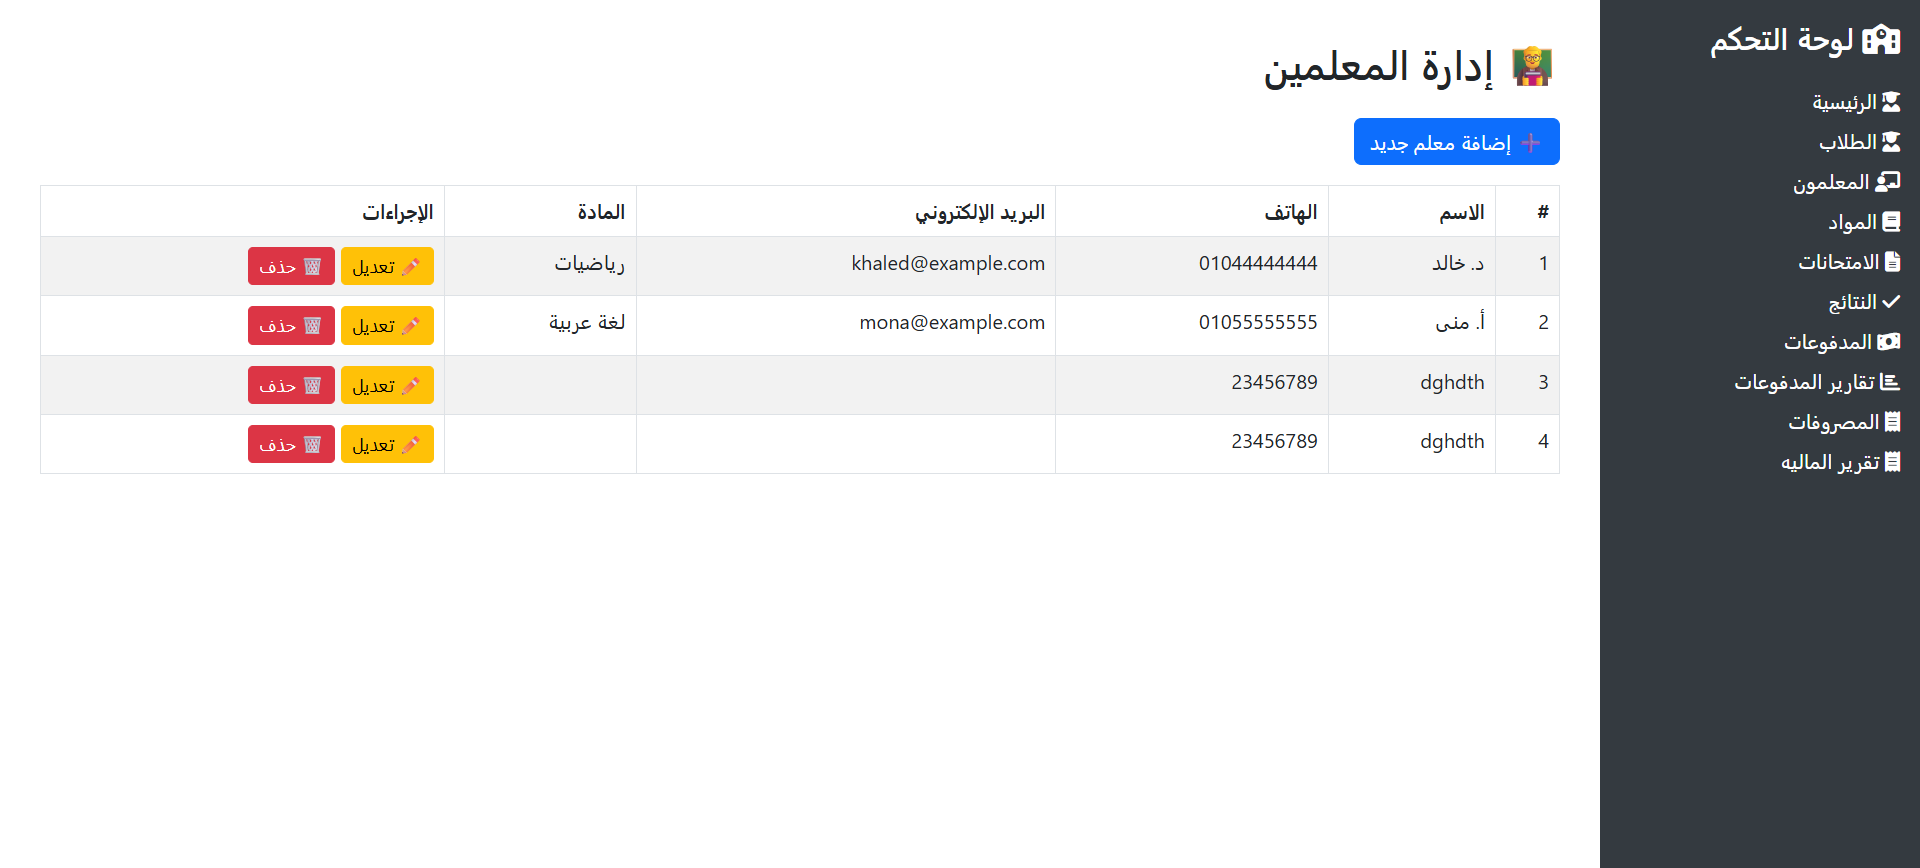 لوحة التحكم
الرئيسية
الطلاب
المعلمون
المواد
الامتحانات
النتائج
المدفوعات
تقارير المدفوعات
المصروفات
تقرير الماليه
إدارة المعلمين
إضافة معلم جديد
# الاسم الهاتف البريد الإلكتروني المادة الإجراءات
1 د. خالد 01044444444 khaled@example.com رياضيات تعديل حذف
2 أ. منى 01055555555 mona@example.com لغة عربية تعديل حذف
3 dghdth 23456789 تعديل حذف
4 dghdth 23456789 تعديل حذف